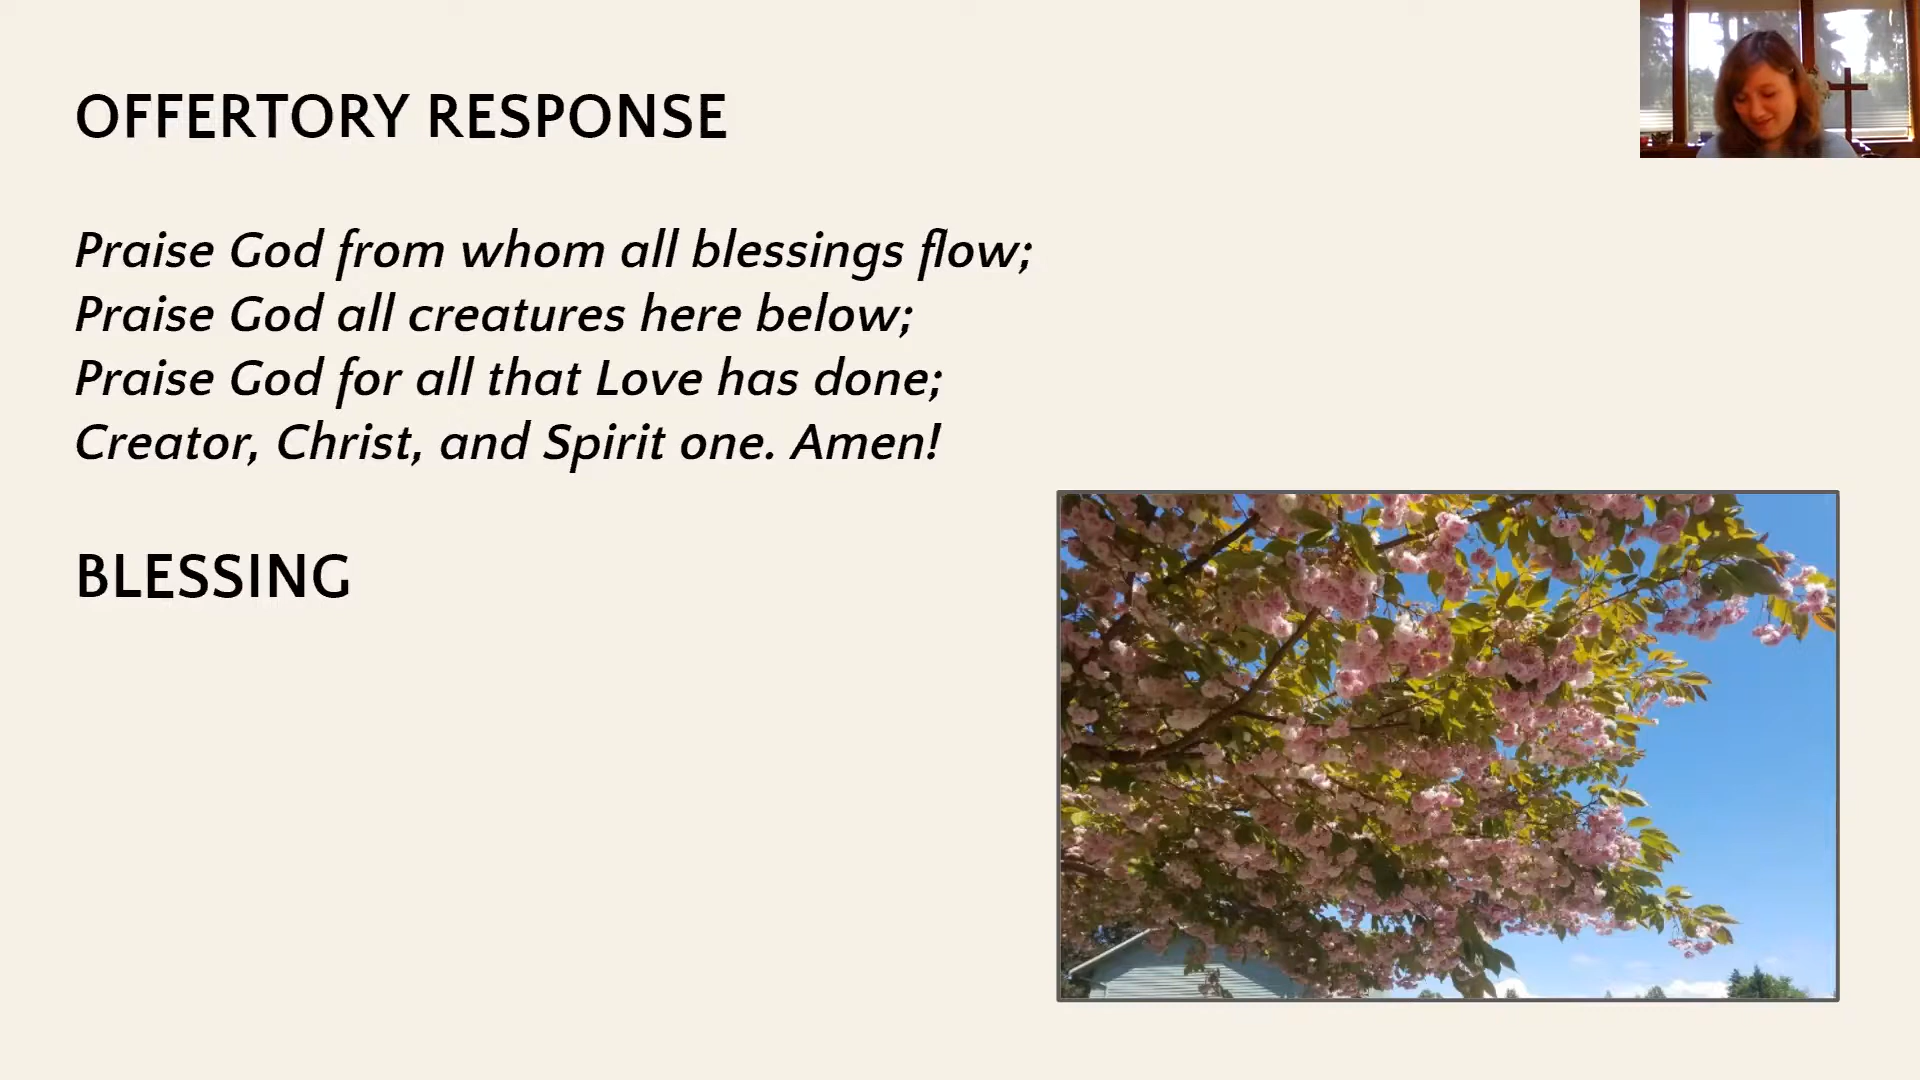 OFFERTORY RESPONSE
Praise God from whom all blessings flow;
Praise God all creatures here below;
Praise God for all that Love has done;
Creator, Christ, and Spirit one. Amen!
BLESSING